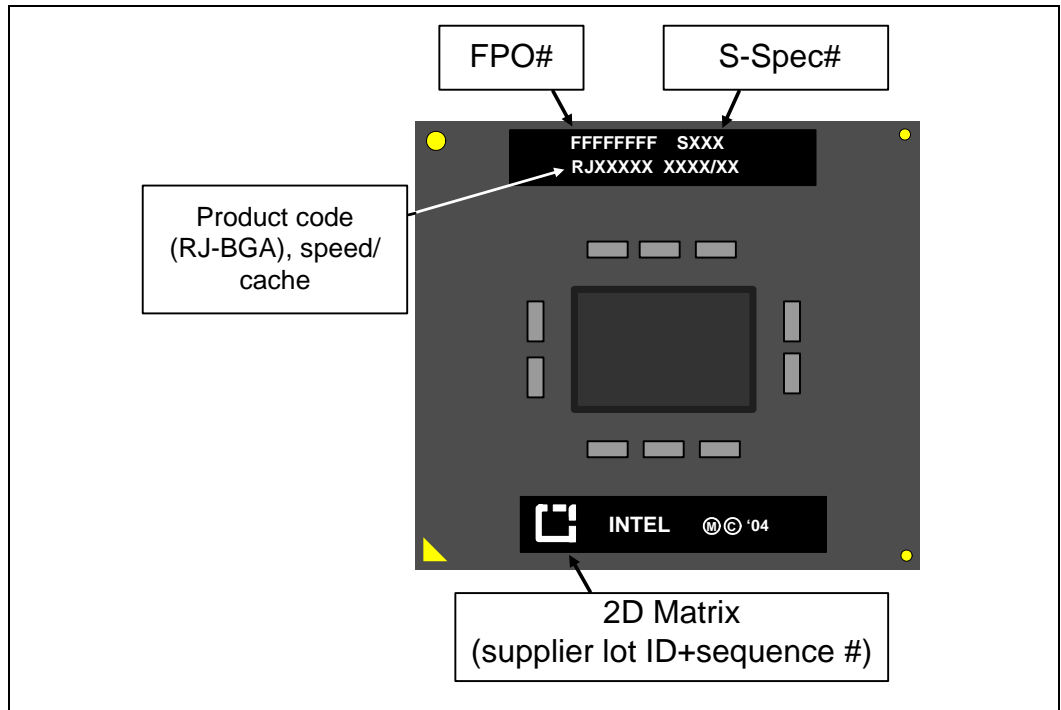 FPO#
S-Spec#
FFFFFFFF SXXX
RJXXXXX XXXX/XX
Product code
(RJ-BGA), speed/
cache
INTEL Ⓜ© ‘04
2D Matrix
(supplier lot ID+sequence #)